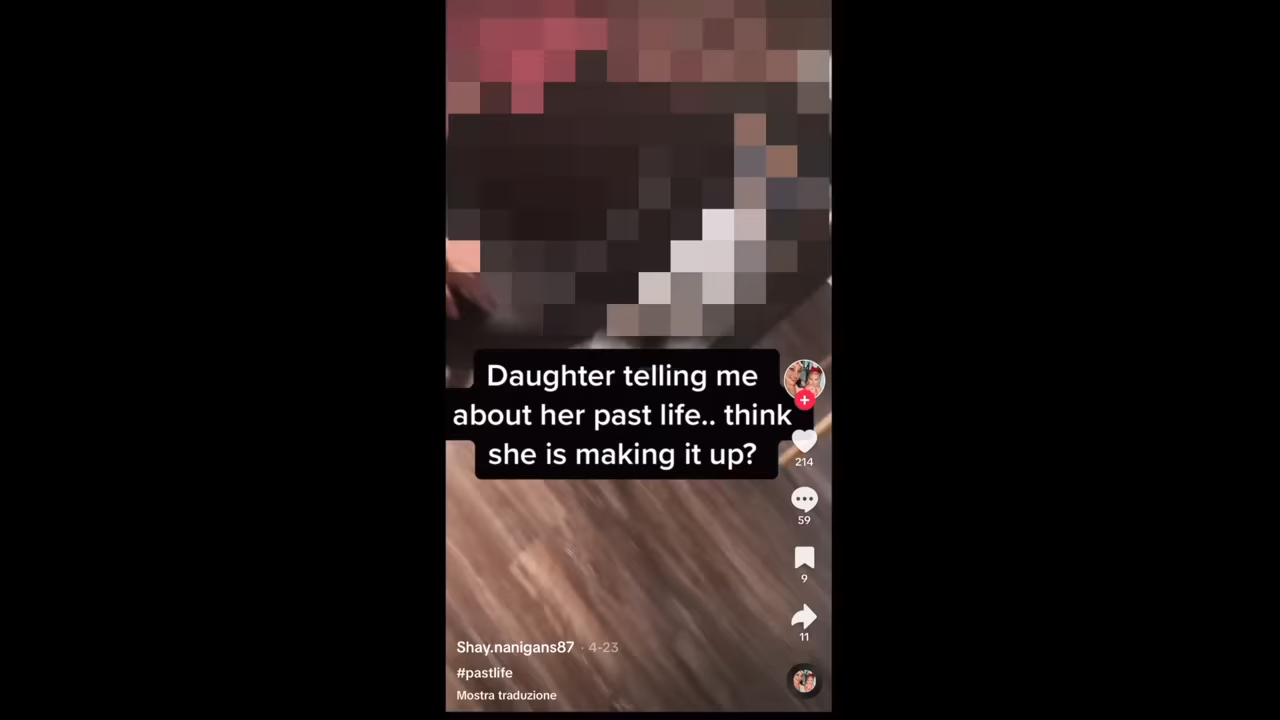 Daughter telling me
about her past life.. think
she is making it up?
214
59
9
11
Shay.nanigans87 · 4-23
#pastlife
Mostra traduzione